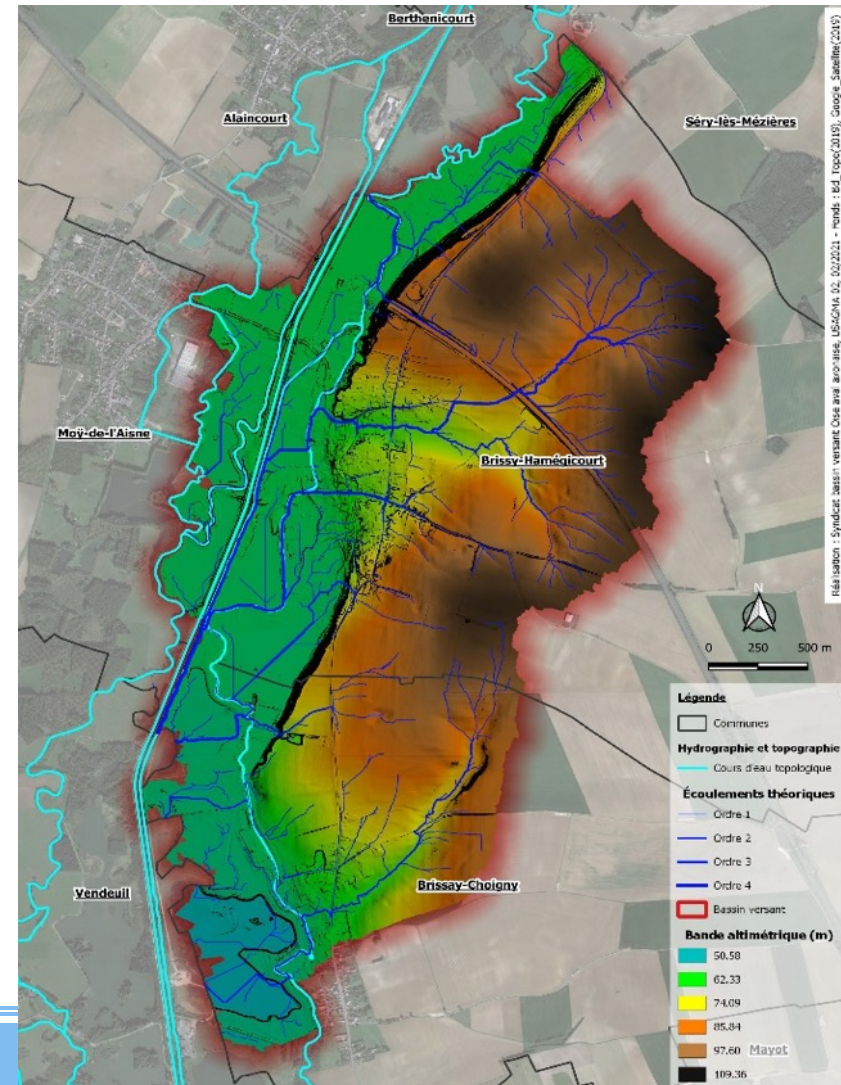 Berthenicourt
Alaincourt
Séry-lès-Mézières
Moÿ-de-l'Aisne
Brissy-Hamégicourt
Vendeuil
Brissay-Choigny
Réalisation : Syndicat bassin versant Oise aval axonaise, USAGMA 02, 02/2021 - Fonds : Bd_Topo(2019), Google_Satellite(2019)
N
0 250 500 m
Légende
Communes
Hydrographie et topographie
Cours d'eau topologique
Écoulements théoriques
Ordre 1
Ordre 2
Ordre 3
Ordre 4
Bassin versant
Bande altimétrique (m)
50.58
62.33
74.09
85.84
97.60 Mayot
109.36